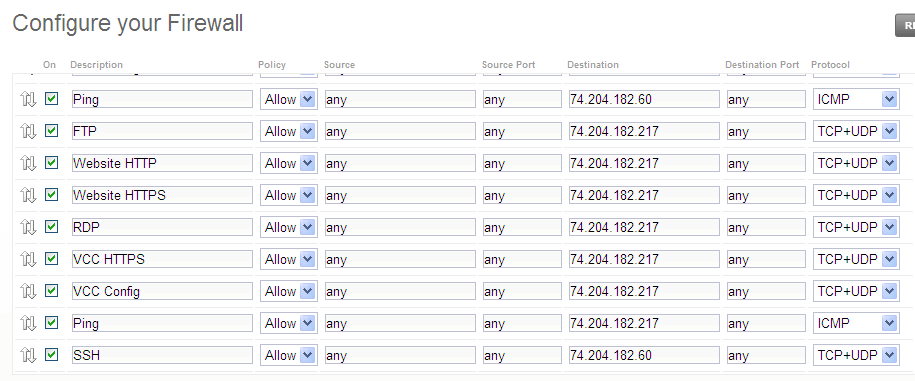 Configure your Firewall
On Description Policy Source Source Port Destination Destination Port Protocol
Ping Allow any any 74.204.182.60 any ICMP
FTP Allow any any 74.204.182.217 any TCP+UDP
Website HTTP Allow any any 74.204.182.217 any TCP+UDP
Website HTTPS Allow any any 74.204.182.217 any TCP+UDP
RDP Allow any any 74.204.182.217 any TCP+UDP
VCC HTTPS Allow any any 74.204.182.217 any TCP+UDP
VCC Config Allow any any 74.204.182.217 any TCP+UDP
Ping Allow any any 74.204.182.217 any ICMP
SSH Allow any any 74.204.182.60 any TCP+UDP